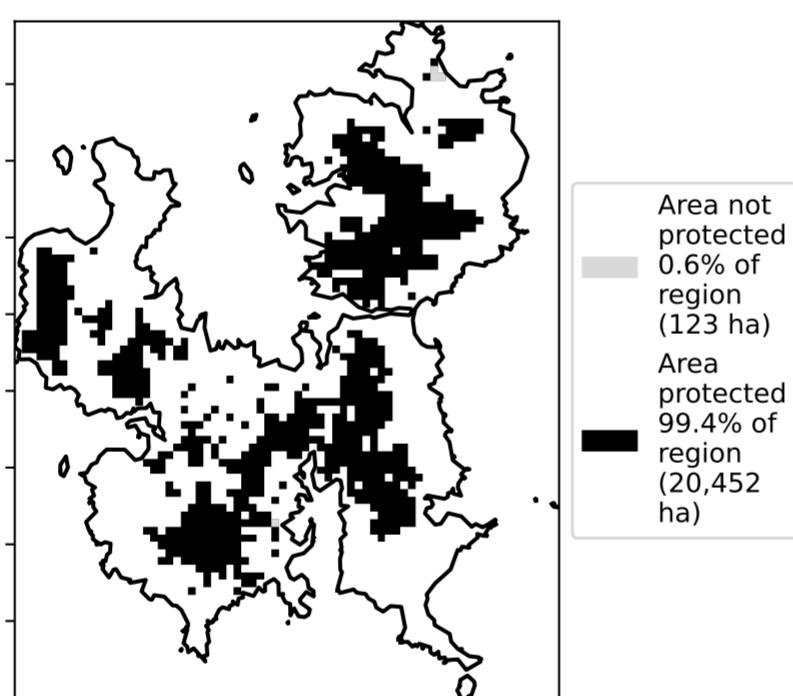 Area not
protected
0.6% of
region
(123 ha)
Area
protected
99.4% of
region
(20,452
ha)